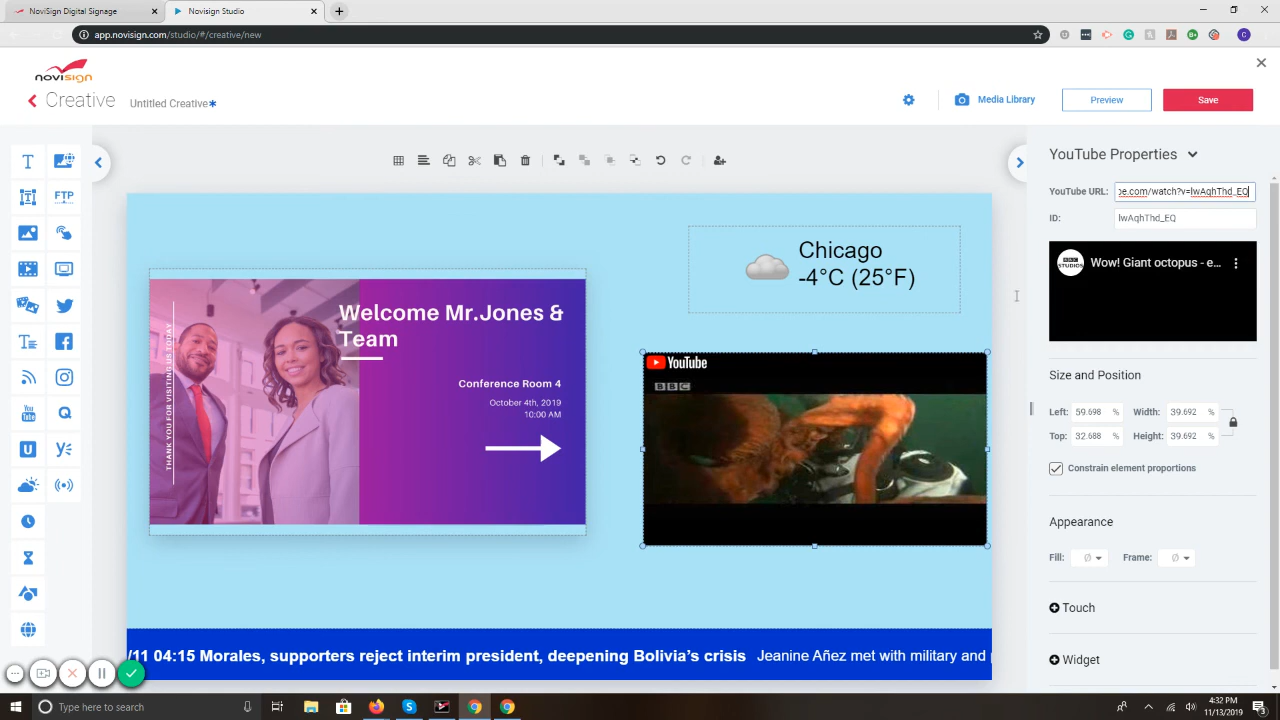 NoviSign Digital Signage
NoviSign Studio
app.novisign.com/studio/#/creative/new
novisign
Creative
Untitled Creative*
Media Library
Preview
Save
T
FTP
YouTube Properties
YouTube URL:
be.com/watch?v=lwAqhThd_EQ
ID:
lwAqhThd_EQ
BBC STUDIOS
Wow! Giant octopus - e...
Chicago
-4°C (25°F)
THANK YOU FOR VISITING US TODAY
Welcome Mr.Jones &
Team
Conference Room 4
October 4th, 2019
10:00 AM
YouTube
BBC
Size and Position
Left: 59.698 % Width: 39.692 %
Top: 32.688 % Height: 39.692 %
Constrain element proportions
Appearance
Fill: Frame:
Touch
Widget
You
Tube
Q
U
y
/11 04:15 Morales, supporters reject interim president, deepening Bolivia's crisis Jeanine Añez met with military and
Type here to search
4:32 PM
11/13/2019